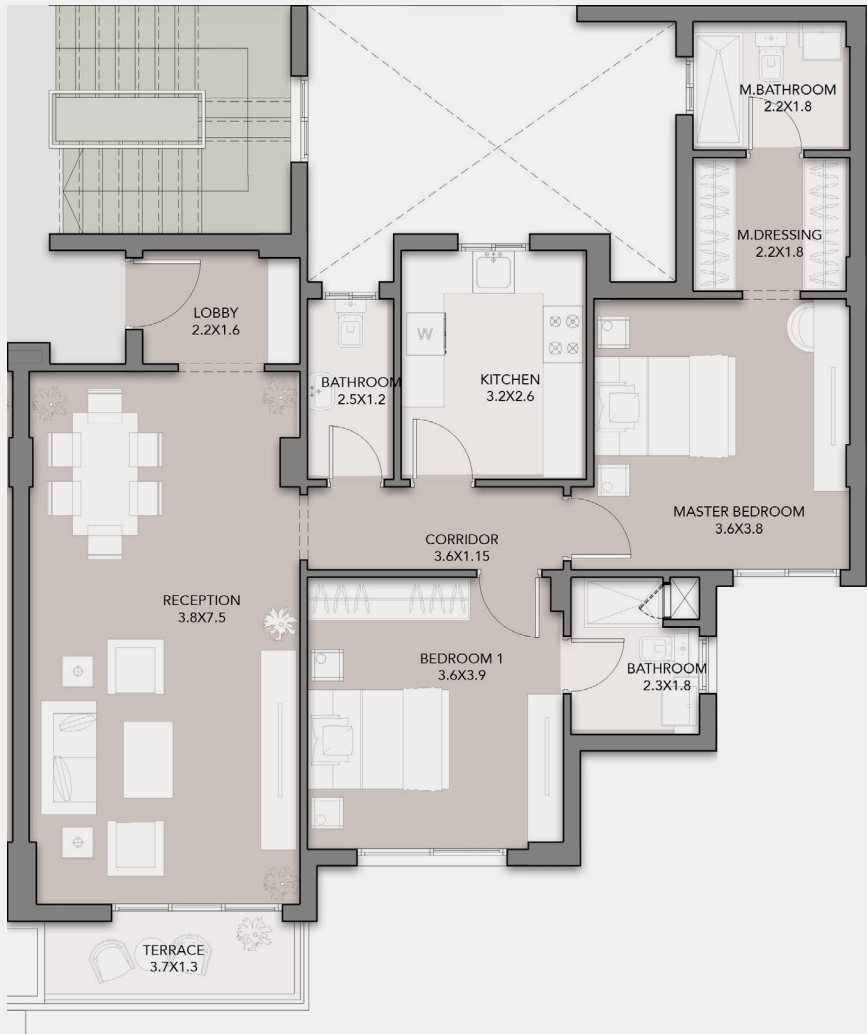 M.BATHROOM
2.2X1.8
M.DRESSING
2.2X1.8
LOBBY
2.2X1.6
BATHROOM
2.5X1.2
W
KITCHEN
3.2X2.6
MASTER BEDROOM
3.6X3.8
CORRIDOR
3.6X1.15
RECEPTION
3.8X7.5
BEDROOM 1
3.6X3.9
BATHROOM
2.3X1.8
TERRACE
3.7X1.3